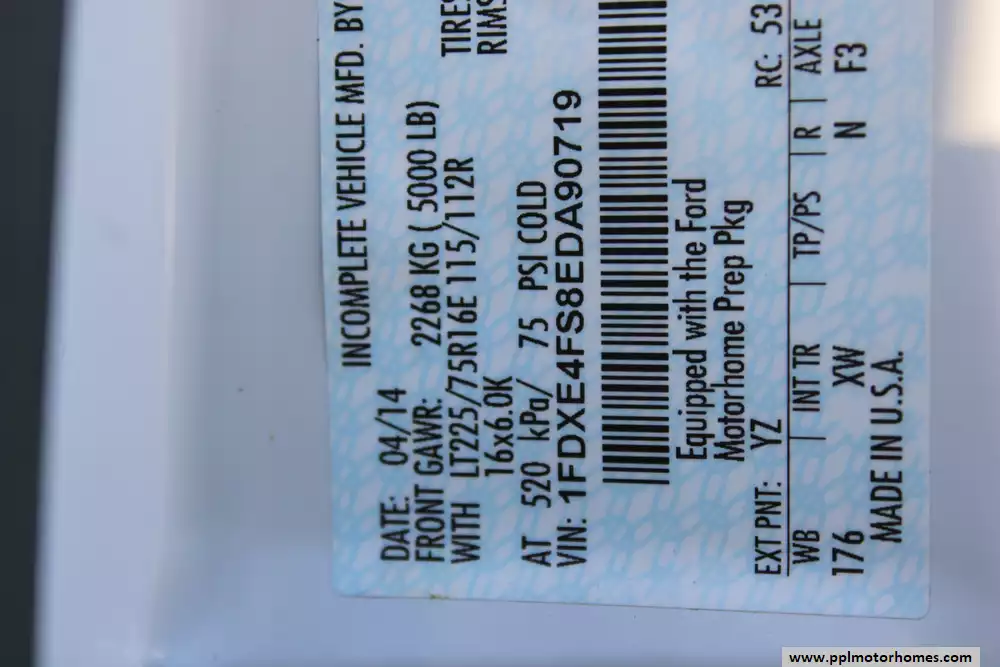 INCOMPLETE VEHICLE MFD. BY
DATE: 04/14
FRONT GAWR: 2268 KG ( 5000 LB)
WITH LT225/75R16E 115/112R TIRES
16x6.0K RIMS
AT 520 kPa/ 75 PSI COLD
VIN: 1FDXE4FS8EDA90719
Equipped with the Ford
Motorhome Prep Pkg
EXT PNT: YZ RC: 53
WB | INT TR | TP/PS | R | AXLE
176 XW N F3
MADE IN U.S.A.
www.pplmotorhomes.com